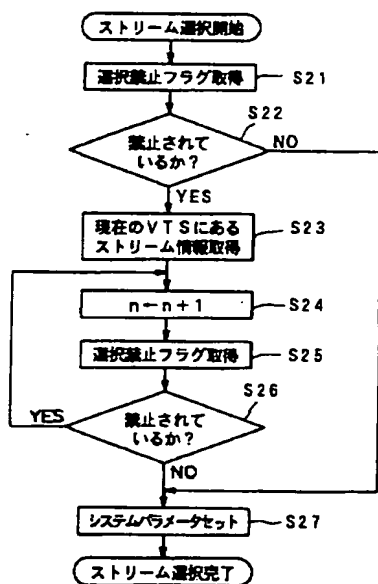 ストリーム選択開始
選択禁止フラグ取得
S21
S22
禁止されて
いるか？
NO
YES
現在のVTSにある
ストリーム情報取得
S23
n←n+1
S24
選択禁止フラグ取得
S25
S26
禁止されて
いるか？
YES
NO
システムパラメータセット
S27
ストリーム選択完了